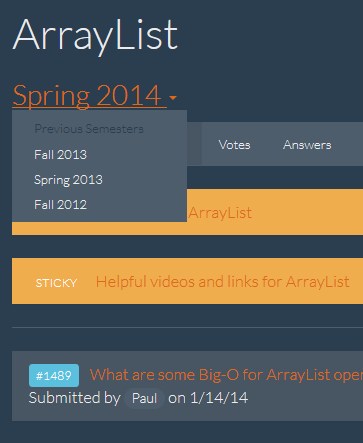 ArrayList
Spring 2014
Previous Semesters
Fall 2013
Spring 2013
Fall 2012
Votes Answers
ArrayList
STICKY Helpful videos and links for ArrayList
#1489 What are some Big-O for ArrayList oper
Submitted by Paul on 1/14/14